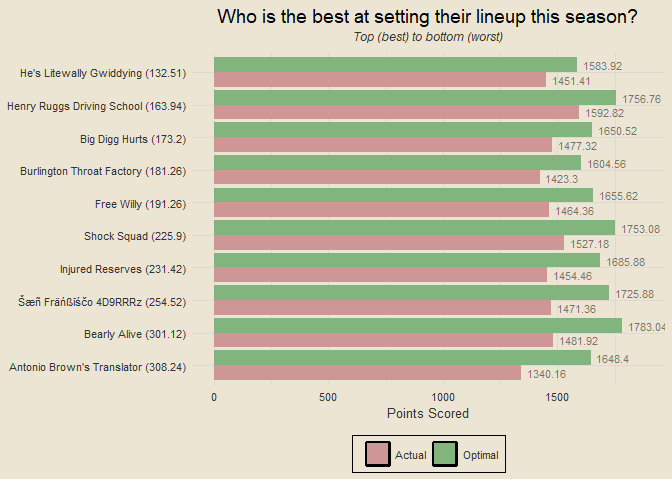 Who is the best at setting their lineup this season?
Top (best) to bottom (worst)
He's Litewally Gwiddying (132.51)
1583.92
1451.41
Henry Ruggs Driving School (163.94)
1756.76
1592.82
Big Digg Hurts (173.2)
1650.52
1477.32
Burlington Throat Factory (181.26)
1604.56
1423.3
Free Willy (191.26)
1655.62
1464.36
Shock Squad (225.9)
1753.08
1527.18
Injured Reserves (231.42)
1685.88
1454.46
Šæñ Fráńßïščo 4D9RRRz (254.52)
1725.88
1471.36
Bearly Alive (301.12)
1783.04
1481.92
Antonio Brown's Translator (308.24)
1648.4
1340.16
0 500 1000 1500
Points Scored
Actual Optimal